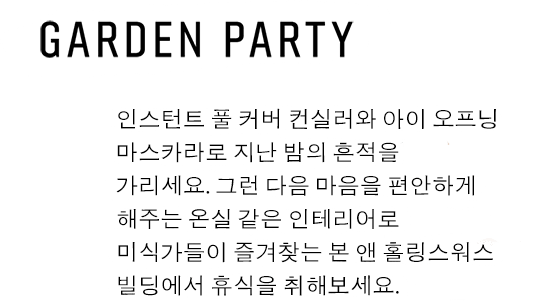 GARDEN PARTY
인스턴트 풀 커버 컨실러와 아이 오프닝
마스카라로 지난 밤의 흔적을
가리세요. 그런 다음 마음을 편안하게
해주는 온실 같은 인테리어로
미식가들이 즐겨찾는 본 앤 홀링스워스
빌딩에서 휴식을 취해보세요.